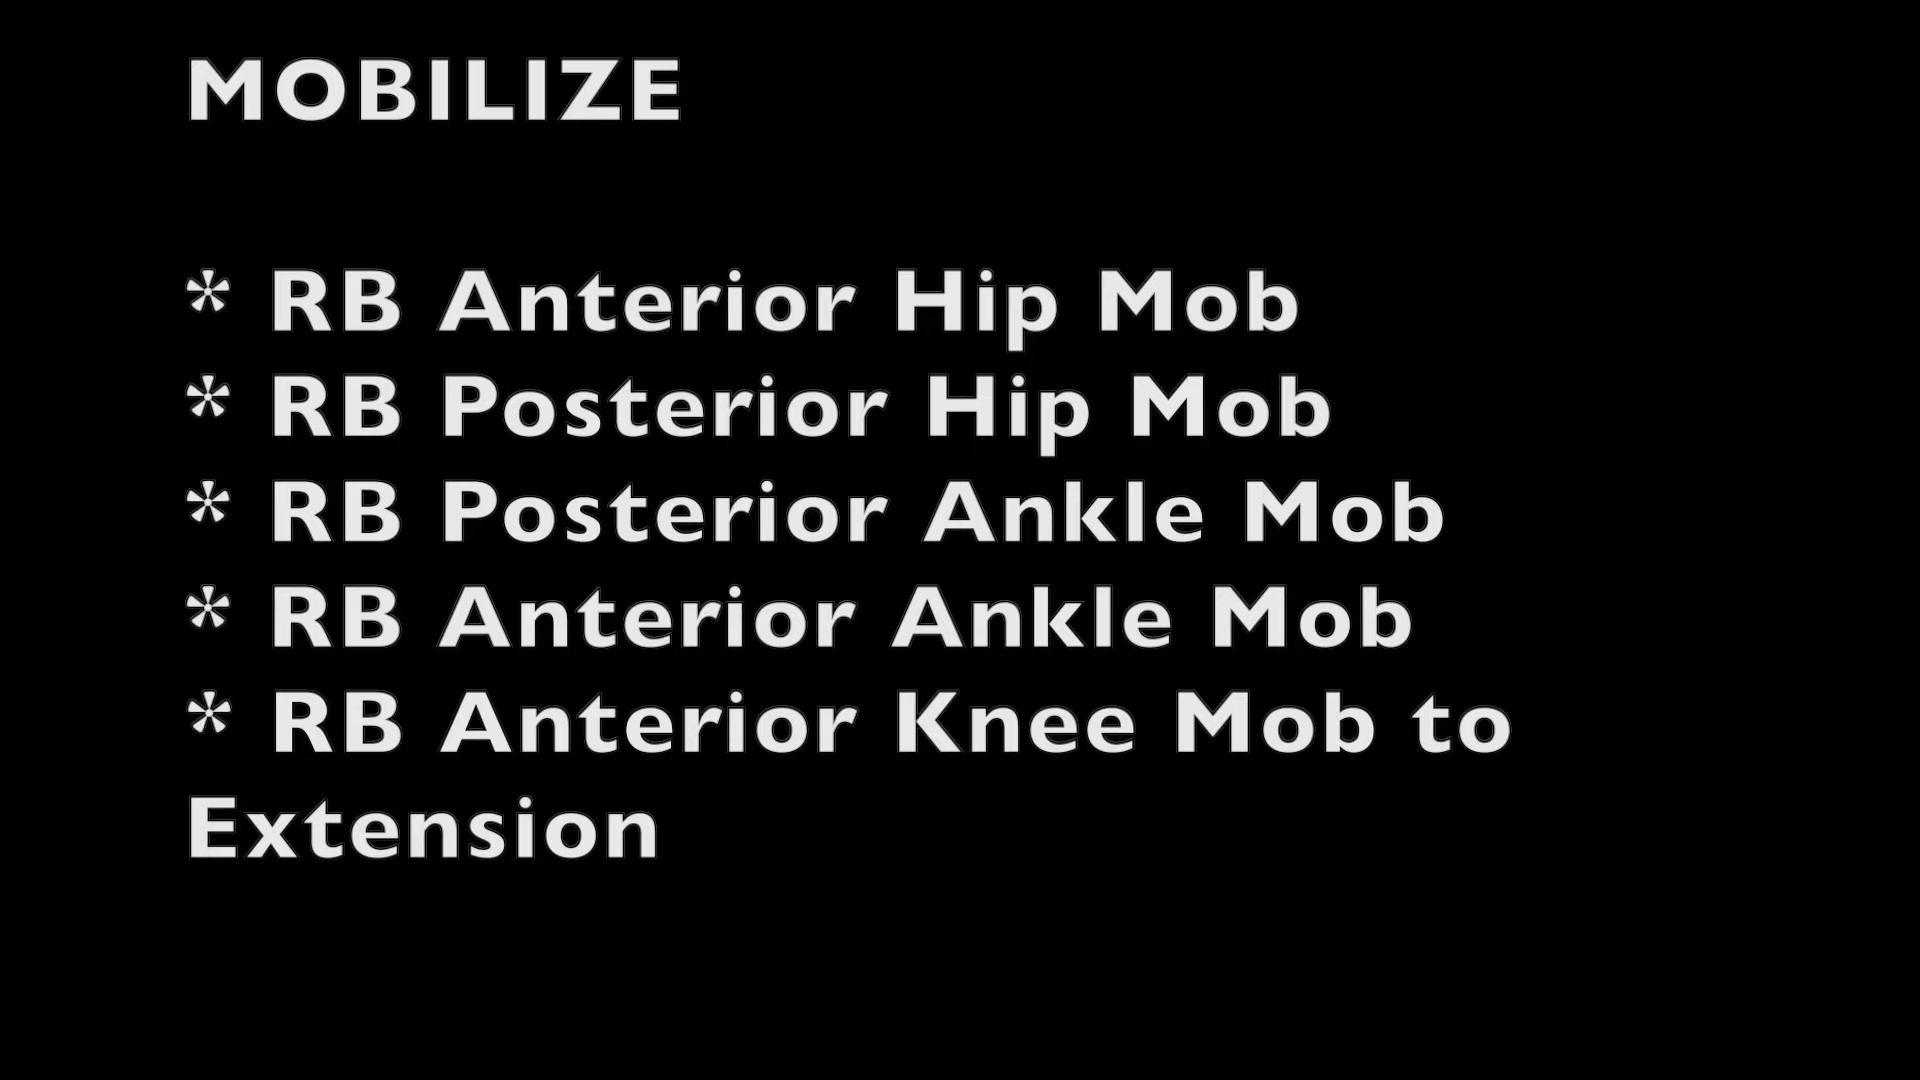 MOBILIZE
* RB Anterior Hip Mob
* RB Posterior Hip Mob
* RB Posterior Ankle Mob
* RB Anterior Ankle Mob
* RB Anterior Knee Mob to
Extension